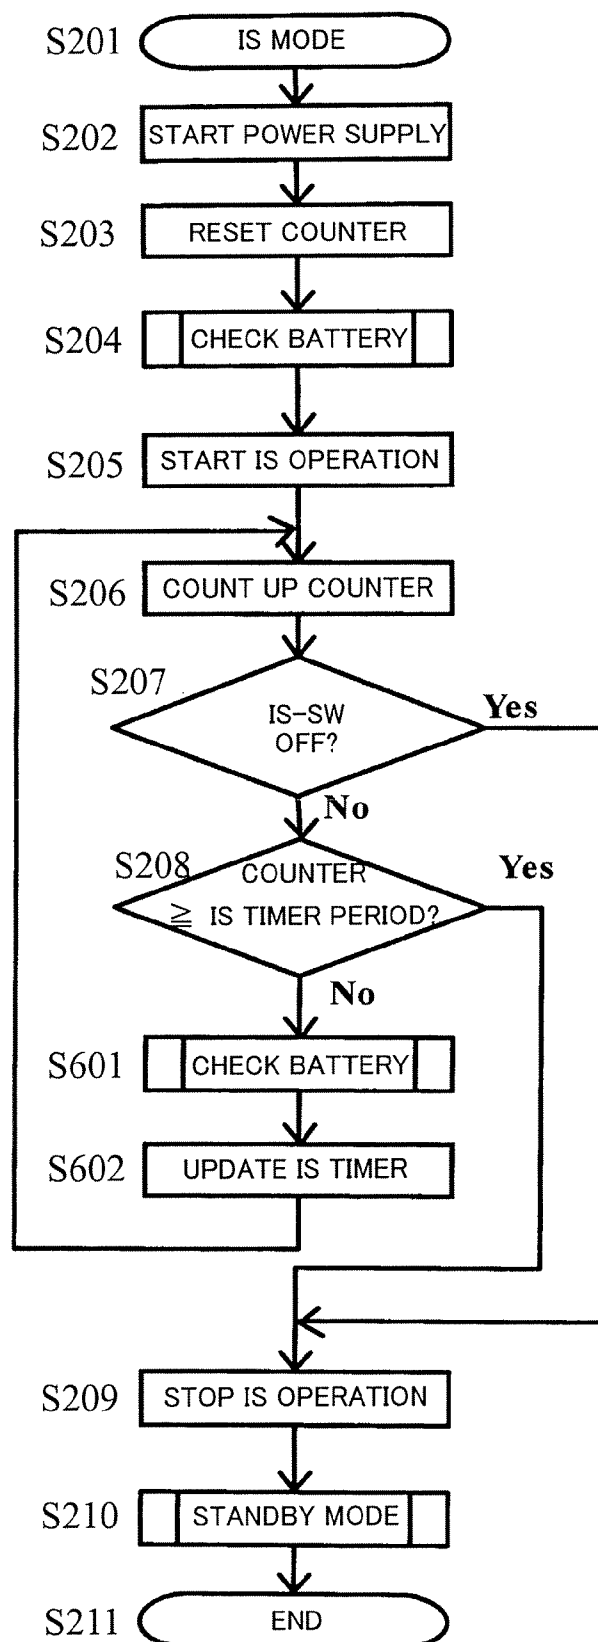 S201 IS MODE
S202 START POWER SUPPLY
S203 RESET COUNTER
S204 CHECK BATTERY
S205 START IS OPERATION
S206 COUNT UP COUNTER
S207
IS-SW
OFF?
Yes
No
S208
COUNTER
≧ IS TIMER PERIOD?
Yes
No
S601 CHECK BATTERY
S602 UPDATE IS TIMER
S209 STOP IS OPERATION
S210 STANDBY MODE
S211 END